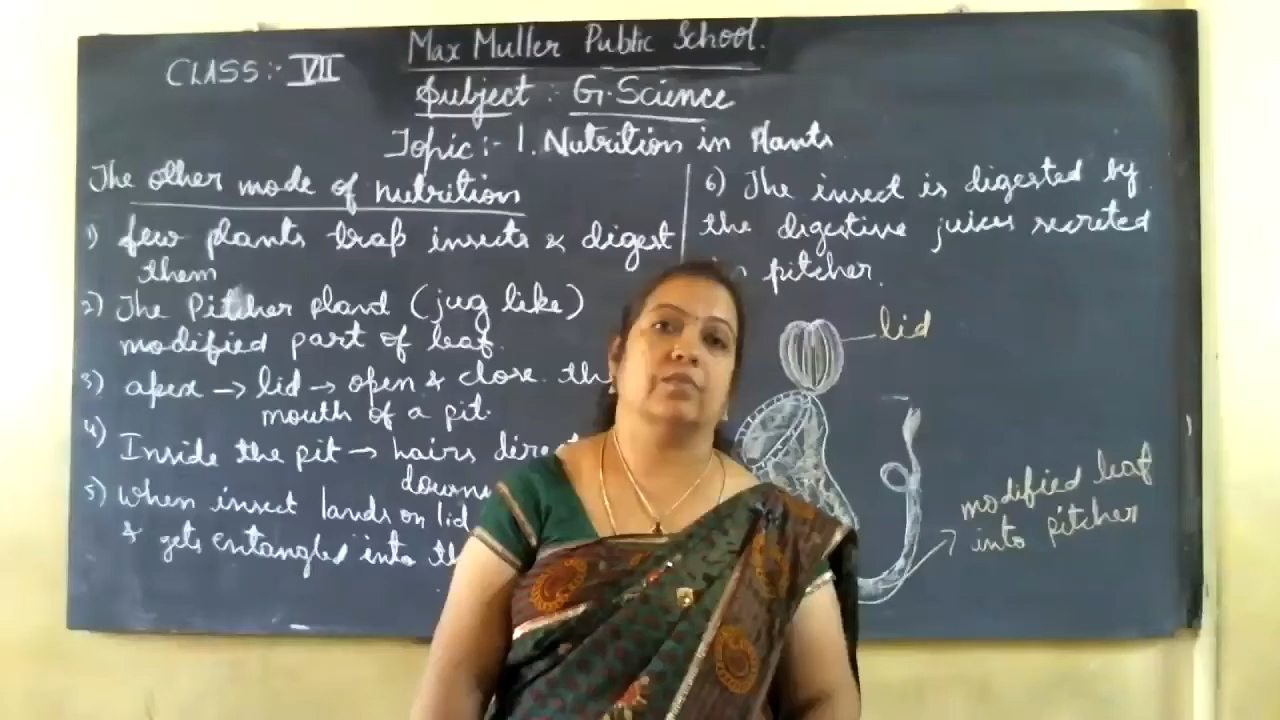 Max Muller Public School.
CLASS:- VII
Subject :- G.Science
Topic:- 1. Nutrition in Plants
The other mode of nutrition
1) few plants trap insects & digest
them
2) The Pitcher pland (jug like)
modified part of leaf.
3) apex → lid → open & close th
mouth of a pit.
4) Inside the pit → hairs direct
down
5) when insect lands on lid
& gets entangled into th
6) The insect is digested by
the digestive juices secreted
in pitcher.
lid
modified leaf
into pitcher